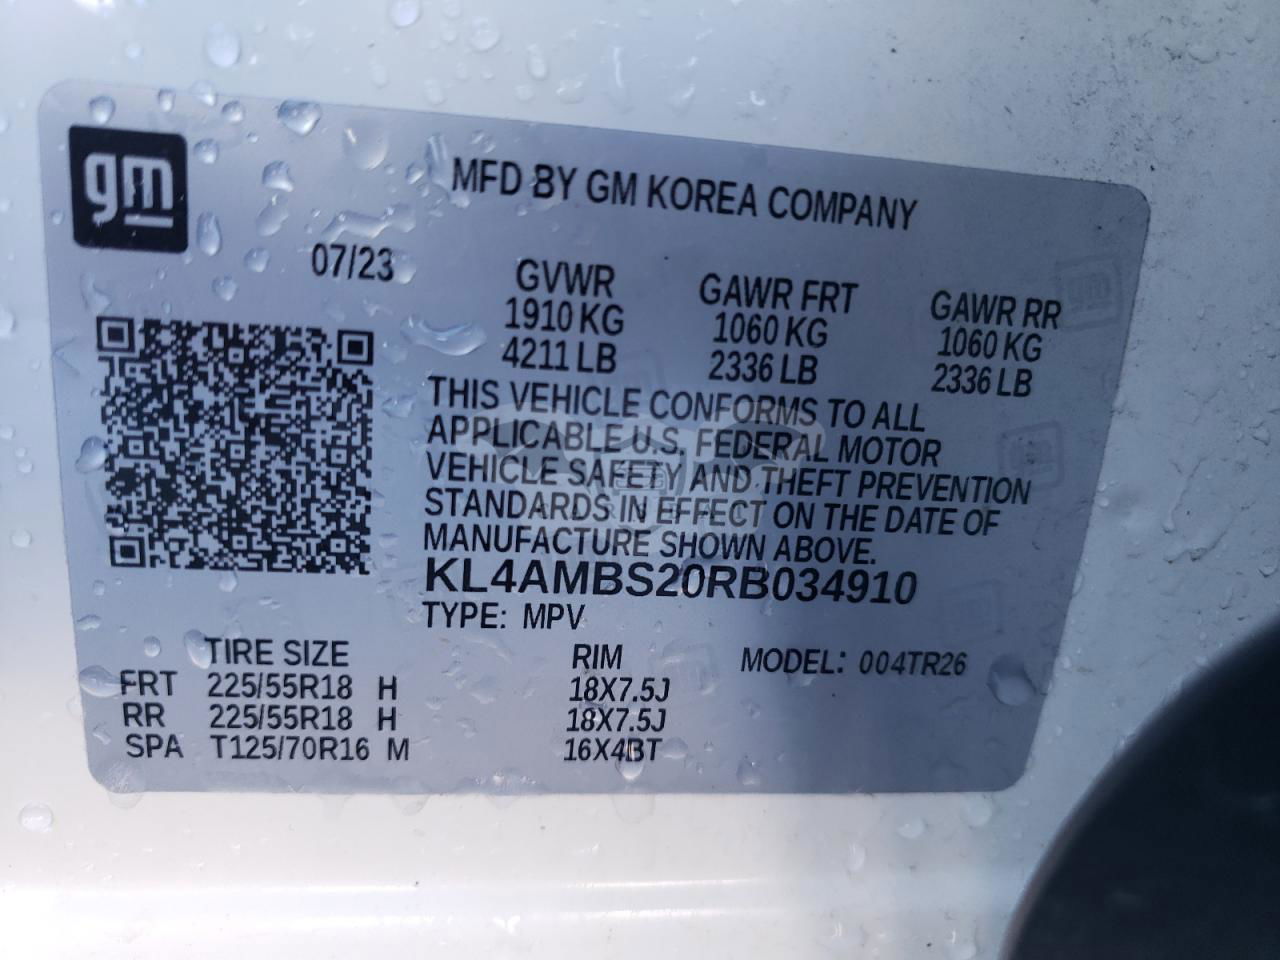 gm
MFD BY GM KOREA COMPANY
07/23
GVWR GAWR FRT GAWR RR
1910 KG 1060 KG 1060 KG
4211 LB 2336 LB 2336 LB
THIS VEHICLE CONFORMS TO ALL
APPLICABLE U.S. FEDERAL MOTOR
VEHICLE SAFETY AND THEFT PREVENTION
STANDARDS IN EFFECT ON THE DATE OF
MANUFACTURE SHOWN ABOVE.
KL4AMBS20RB034910
TYPE: MPV
TIRE SIZE RIM MODEL: 004TR26
FRT 225/55R18 H 18X7.5J
RR 225/55R18 H 18X7.5J
SPA T125/70R16 M 16X4BT